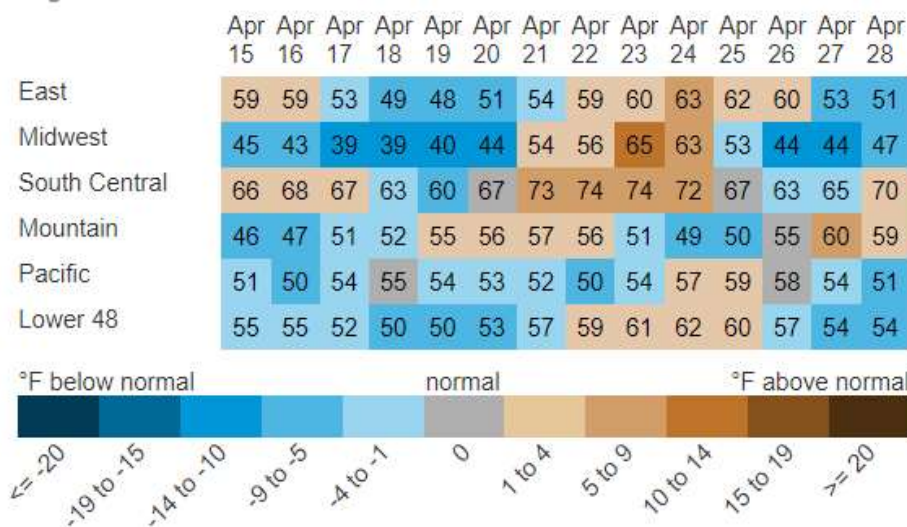 Apr Apr Apr Apr Apr Apr Apr Apr Apr Apr Apr Apr Apr Apr
15 16 17 18 19 20 21 22 23 24 25 26 27 28
East 59 59 53 49 48 51 54 59 60 63 62 60 53 51
Midwest 45 43 39 39 40 44 54 56 65 63 53 44 44 47
South Central 66 68 67 63 60 67 73 74 74 72 67 63 65 70
Mountain 46 47 51 52 55 56 57 56 51 49 50 55 60 59
Pacific 51 50 54 55 54 53 52 50 54 57 59 58 54 51
Lower 48 55 55 52 50 50 53 57 59 61 62 60 57 54 54
°F below normal normal °F above normal
<= -20 -19 to -15 -14 to -10 -9 to -5 -4 to -1 0 1 to 4 5 to 9 10 to 14 15 to 19 >= 20